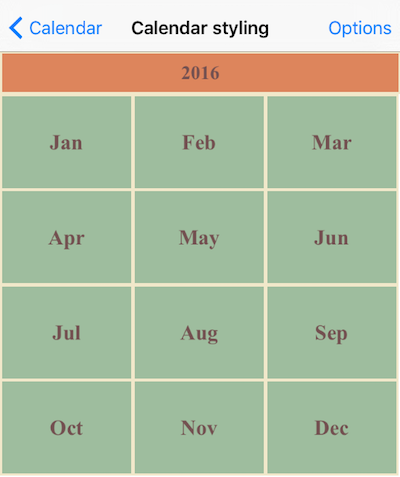 Calendar Calendar styling Options
2016
Jan Feb Mar
Apr May Jun
Jul Aug Sep
Oct Nov Dec